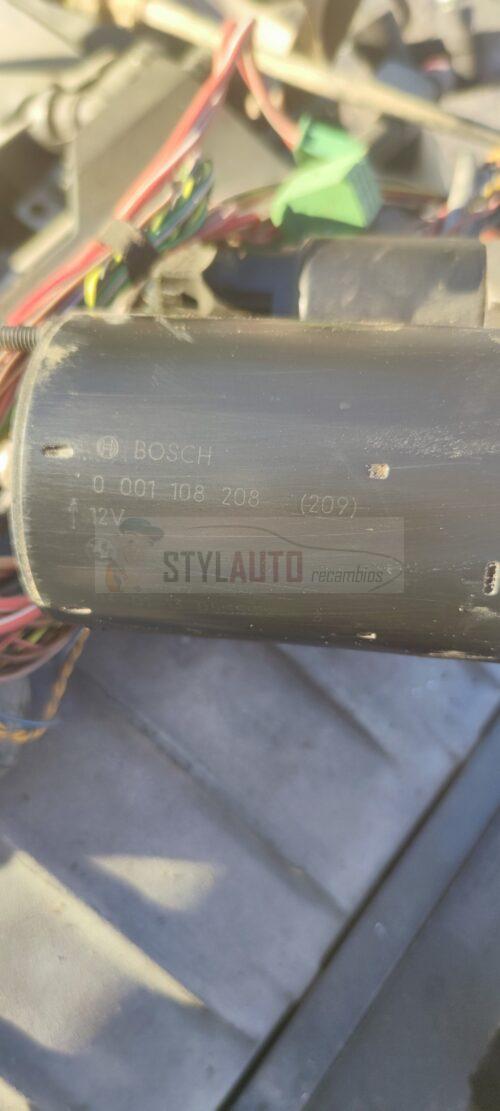 BOSCH
0 001 108 208 (209)
12V
STYLAUTO recambios